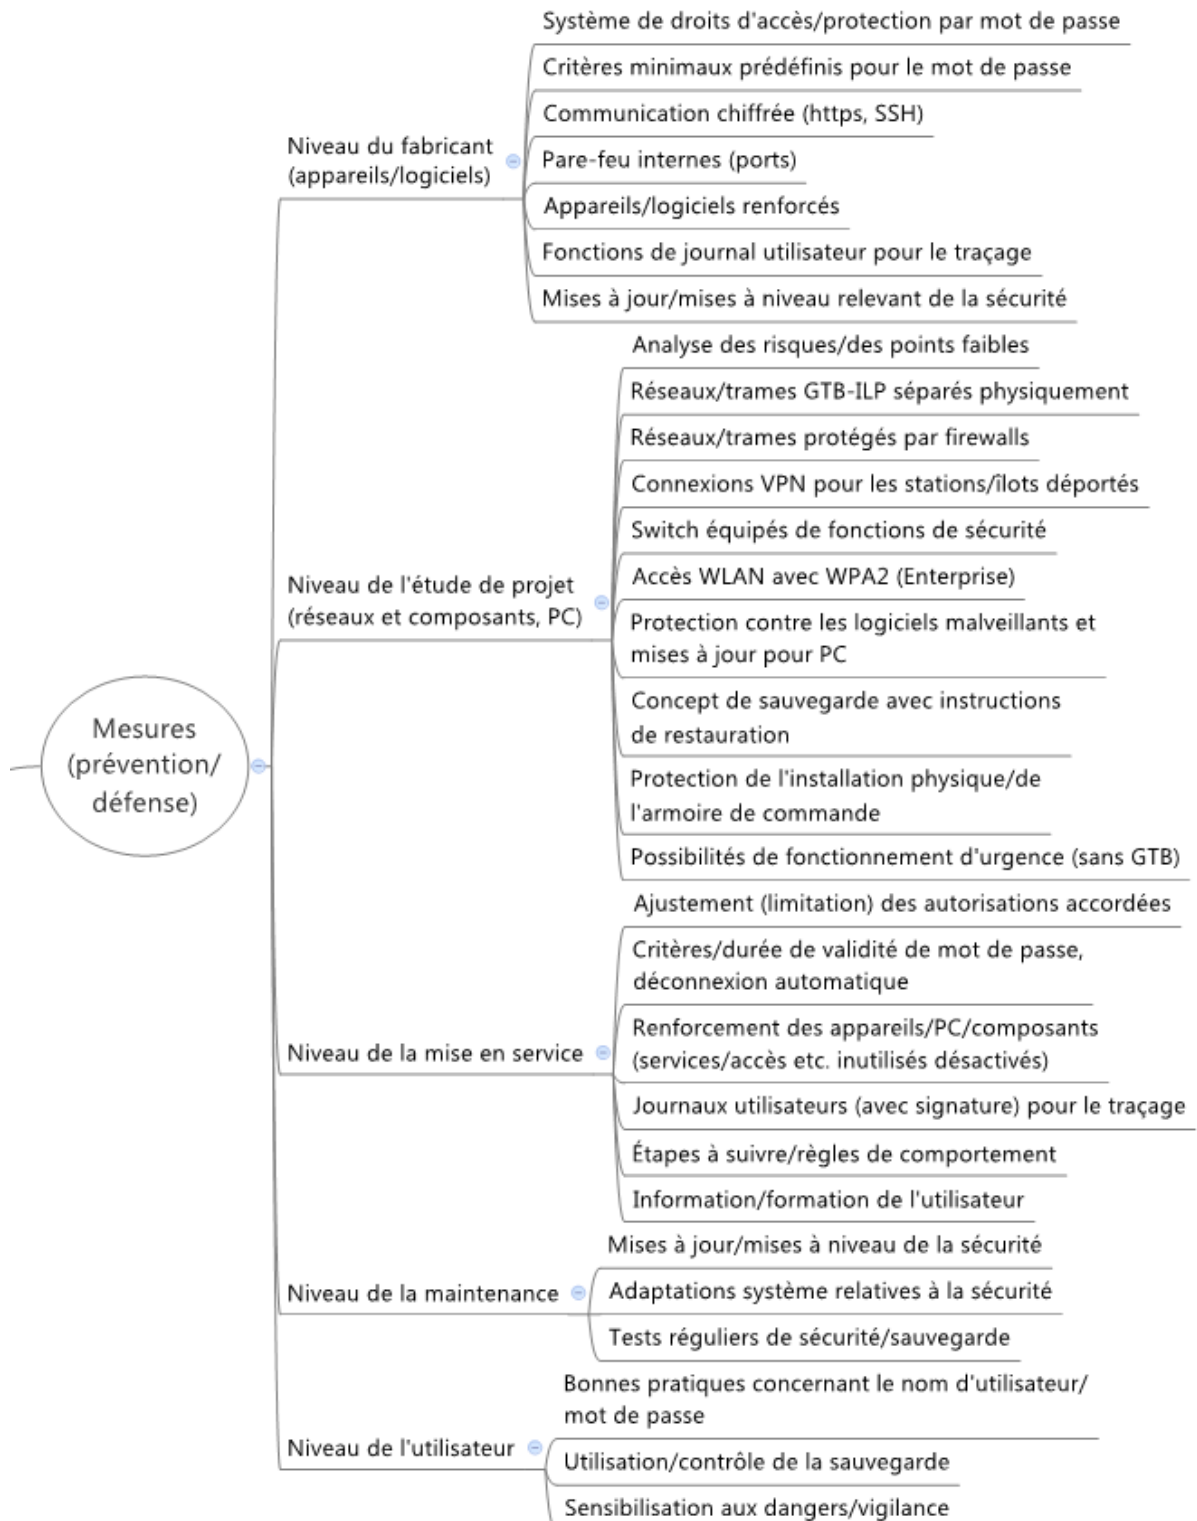 Système de droits d'accès/protection par mot de passe
Critères minimaux prédéfinis pour le mot de passe
Communication chiffrée (https, SSH)
Niveau du fabricant
(appareils/logiciels)
Pare-feu internes (ports)
Appareils/logiciels renforcés
Fonctions de journal utilisateur pour le traçage
Mises à jour/mises à niveau relevant de la sécurité
Analyse des risques/des points faibles
Réseaux/trames GTB-ILP séparés physiquement
Réseaux/trames protégés par firewalls
Connexions VPN pour les stations/îlots déportés
Switch équipés de fonctions de sécurité
Niveau de l'étude de projet
(réseaux et composants, PC)
Accès WLAN avec WPA2 (Enterprise)
Protection contre les logiciels malveillants et
mises à jour pour PC
Concept de sauvegarde avec instructions
de restauration
Mesures
(prévention/
défense)
Protection de l'installation physique/de
l'armoire de commande
Possibilités de fonctionnement d'urgence (sans GTB)
Ajustement (limitation) des autorisations accordées
Critères/durée de validité de mot de passe,
déconnexion automatique
Niveau de la mise en service
Renforcement des appareils/PC/composants
(services/accès etc. inutilisés désactivés)
Journaux utilisateurs (avec signature) pour le traçage
Étapes à suivre/règles de comportement
Information/formation de l'utilisateur
Mises à jour/mises à niveau de la sécurité
Niveau de la maintenance
Adaptations système relatives à la sécurité
Tests réguliers de sécurité/sauvegarde
Bonnes pratiques concernant le nom d'utilisateur/
mot de passe
Niveau de l'utilisateur
Utilisation/contrôle de la sauvegarde
Sensibilisation aux dangers/vigilance